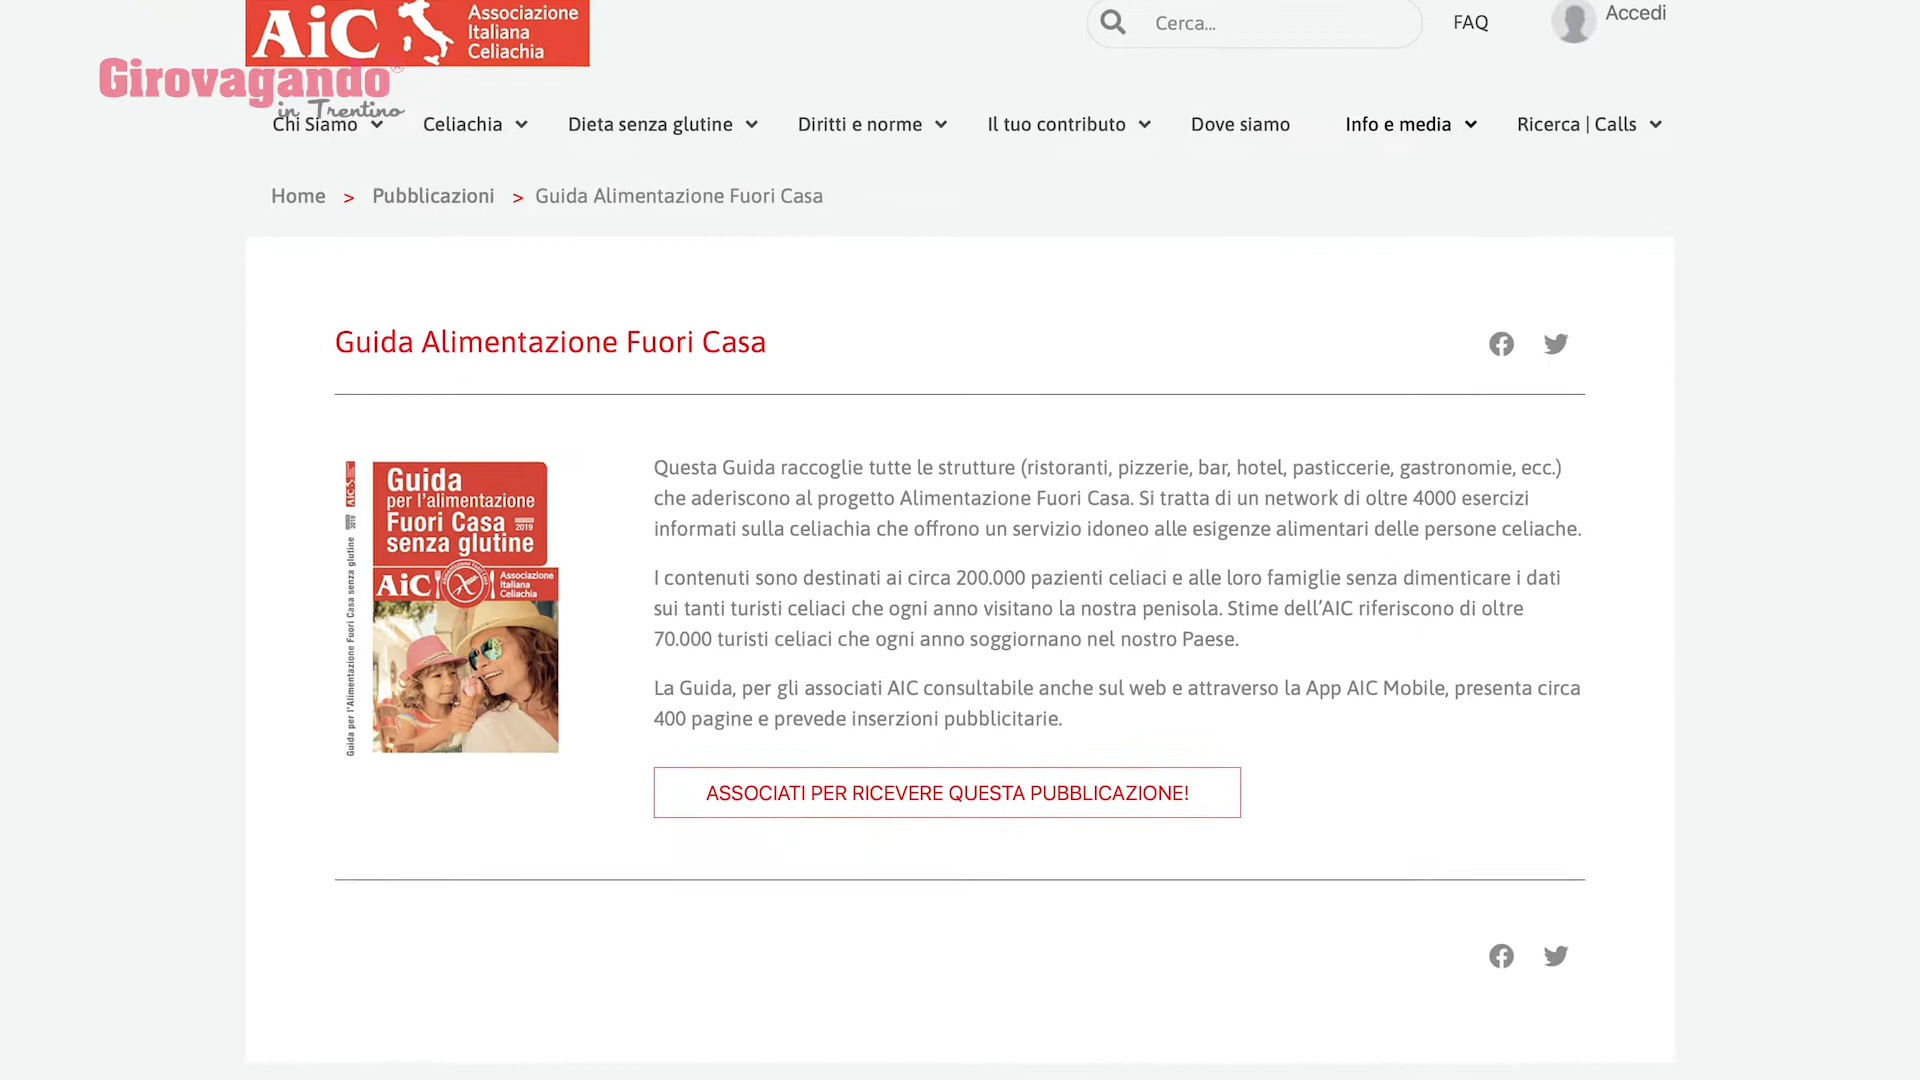 AiC
Associazione
Italiana
Celiachia
Cerca...
FAQ
Accedi
Girovagando®
in Trentino
Chi Siamo
Celiachia
Dieta senza glutine
Diritti e norme
Il tuo contributo
Dove siamo
Info e media
Ricerca | Calls
Home > Pubblicazioni > Guida Alimentazione Fuori Casa
Guida Alimentazione Fuori Casa
Guida per l'Alimentazione Fuori Casa senza glutine
2019
AiC
Guida
per l'alimentazione
Fuori Casa
2019
senza glutine
AiC
Alimentazione Fuori Casa
Associazione
Italiana
Celiachia
Questa Guida raccoglie tutte le strutture (ristoranti, pizzerie, bar, hotel, pasticcerie, gastronomie, ecc.)
che aderiscono al progetto Alimentazione Fuori Casa. Si tratta di un network di oltre 4000 esercizi
informati sulla celiachia che offrono un servizio idoneo alle esigenze alimentari delle persone celiache.
I contenuti sono destinati ai circa 200.000 pazienti celiaci e alle loro famiglie senza dimenticare i dati
sui tanti turisti celiaci che ogni anno visitano la nostra penisola. Stime dell’AIC riferiscono di oltre
70.000 turisti celiaci che ogni anno soggiornano nel nostro Paese.
La Guida, per gli associati AIC consultabile anche sul web e attraverso la App AIC Mobile, presenta circa
400 pagine e prevede inserzioni pubblicitarie.
ASSOCIATI PER RICEVERE QUESTA PUBBLICAZIONE!